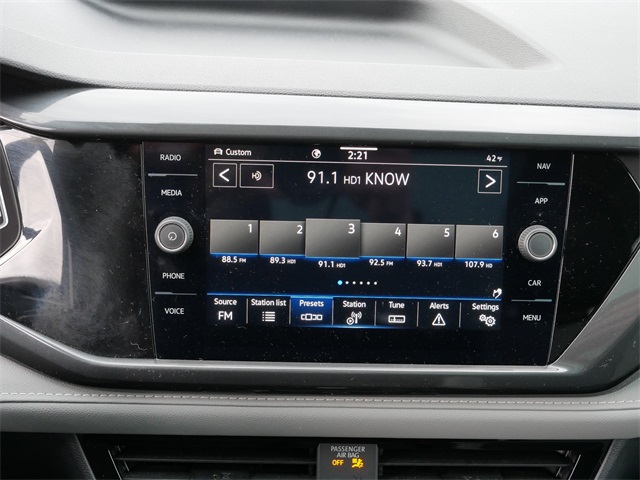 RADIO
MEDIA
PHONE
VOICE
Custom 2:21 42 °F
< HD 91.1 HD1 KNOW >
1 2 3 4 5 6
88.5 FM 89.3 HD1 91.1 HD1 92.5 FM 93.7 HD1 107.9 HD
Source Station list Presets Station Tune Alerts Settings
FM
NAV
APP
CAR
MENU
PASSENGER
AIR BAG
OFF